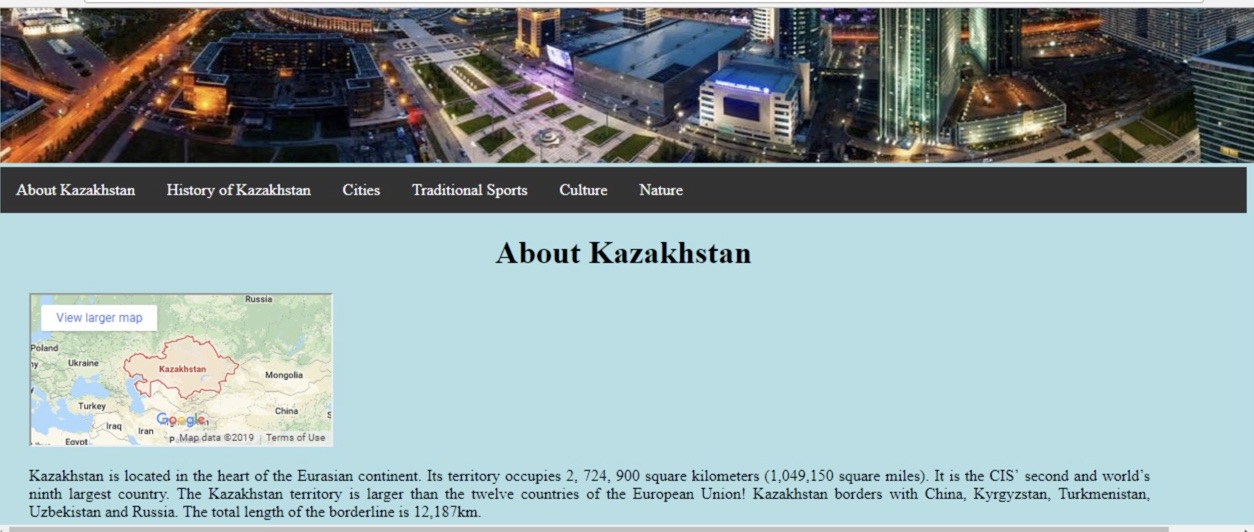 About Kazakhstan History of Kazakhstan Cities Traditional Sports Culture Nature
About Kazakhstan
Russia
View larger map
Poland
Ukraine
Kazakhstan
Mongolia
Turkey
China
Google
Iraq
Iran
Map data ©2019 Terms of Use
Egypt
Kazakhstan is located in the heart of the Eurasian continent. Its territory occupies 2, 724, 900 square kilometers (1,049,150 square miles). It is the CIS’ second and world’s
ninth largest country. The Kazakhstan territory is larger than the twelve countries of the European Union! Kazakhstan borders with China, Kyrgyzstan, Turkmenistan,
Uzbekistan and Russia. The total length of the borderline is 12,187km.